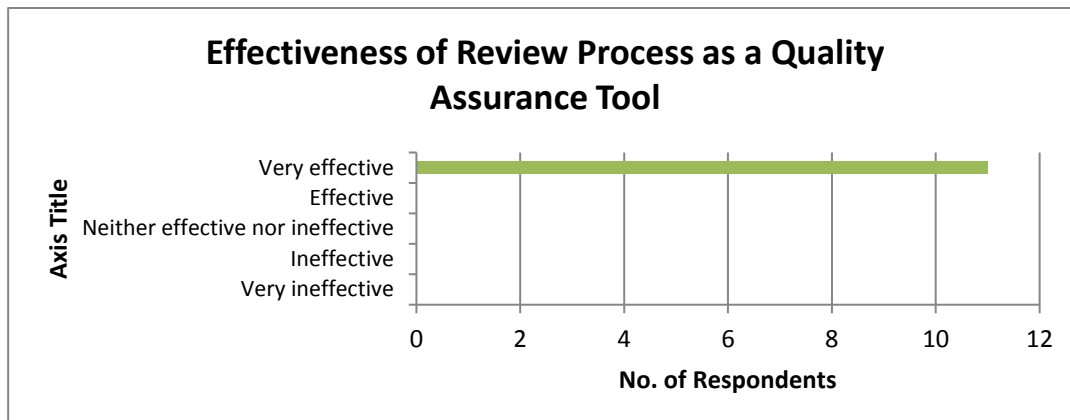 Effectiveness of Review Process as a Quality
Assurance Tool
Axis Title
Very effective
Effective
Neither effective nor ineffective
Ineffective
Very ineffective
0 2 4 6 8 10 12
No. of Respondents